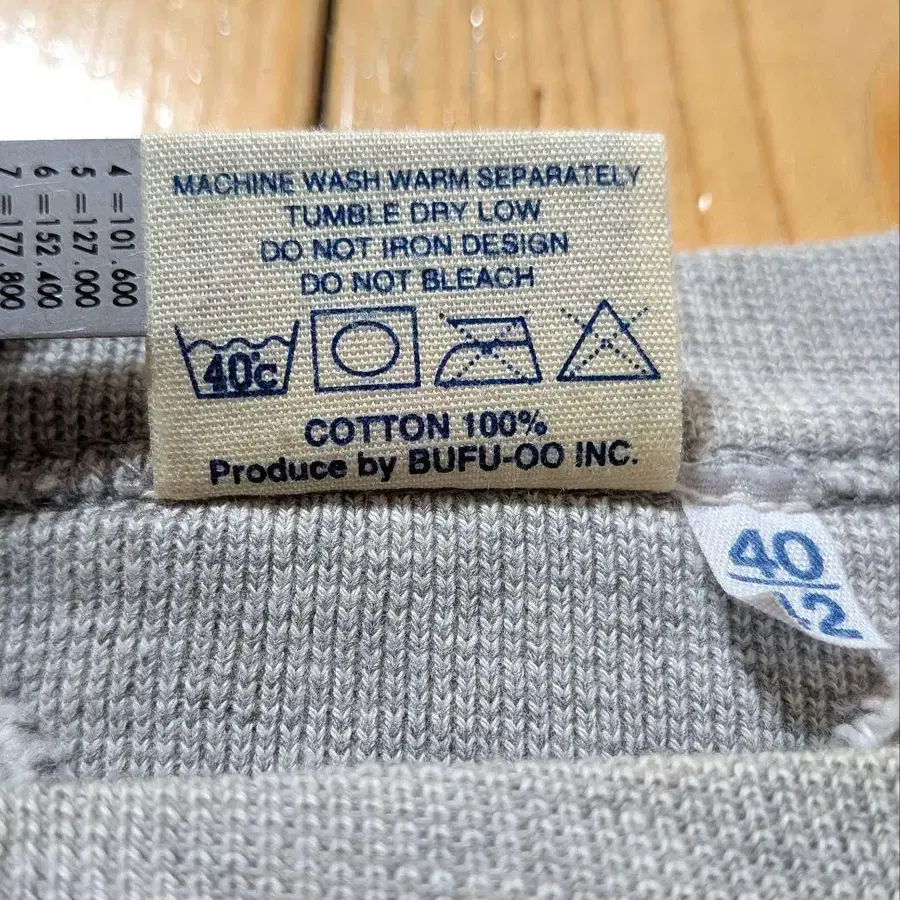 MACHINE WASH WARM SEPARATELY
TUMBLE DRY LOW
DO NOT IRON DESIGN
DO NOT BLEACH
40°c
COTTON 100%
Produce by BUFU-OO INC.
4 =101.600
5 =127.000
6 =152.400
7 =177.800
40